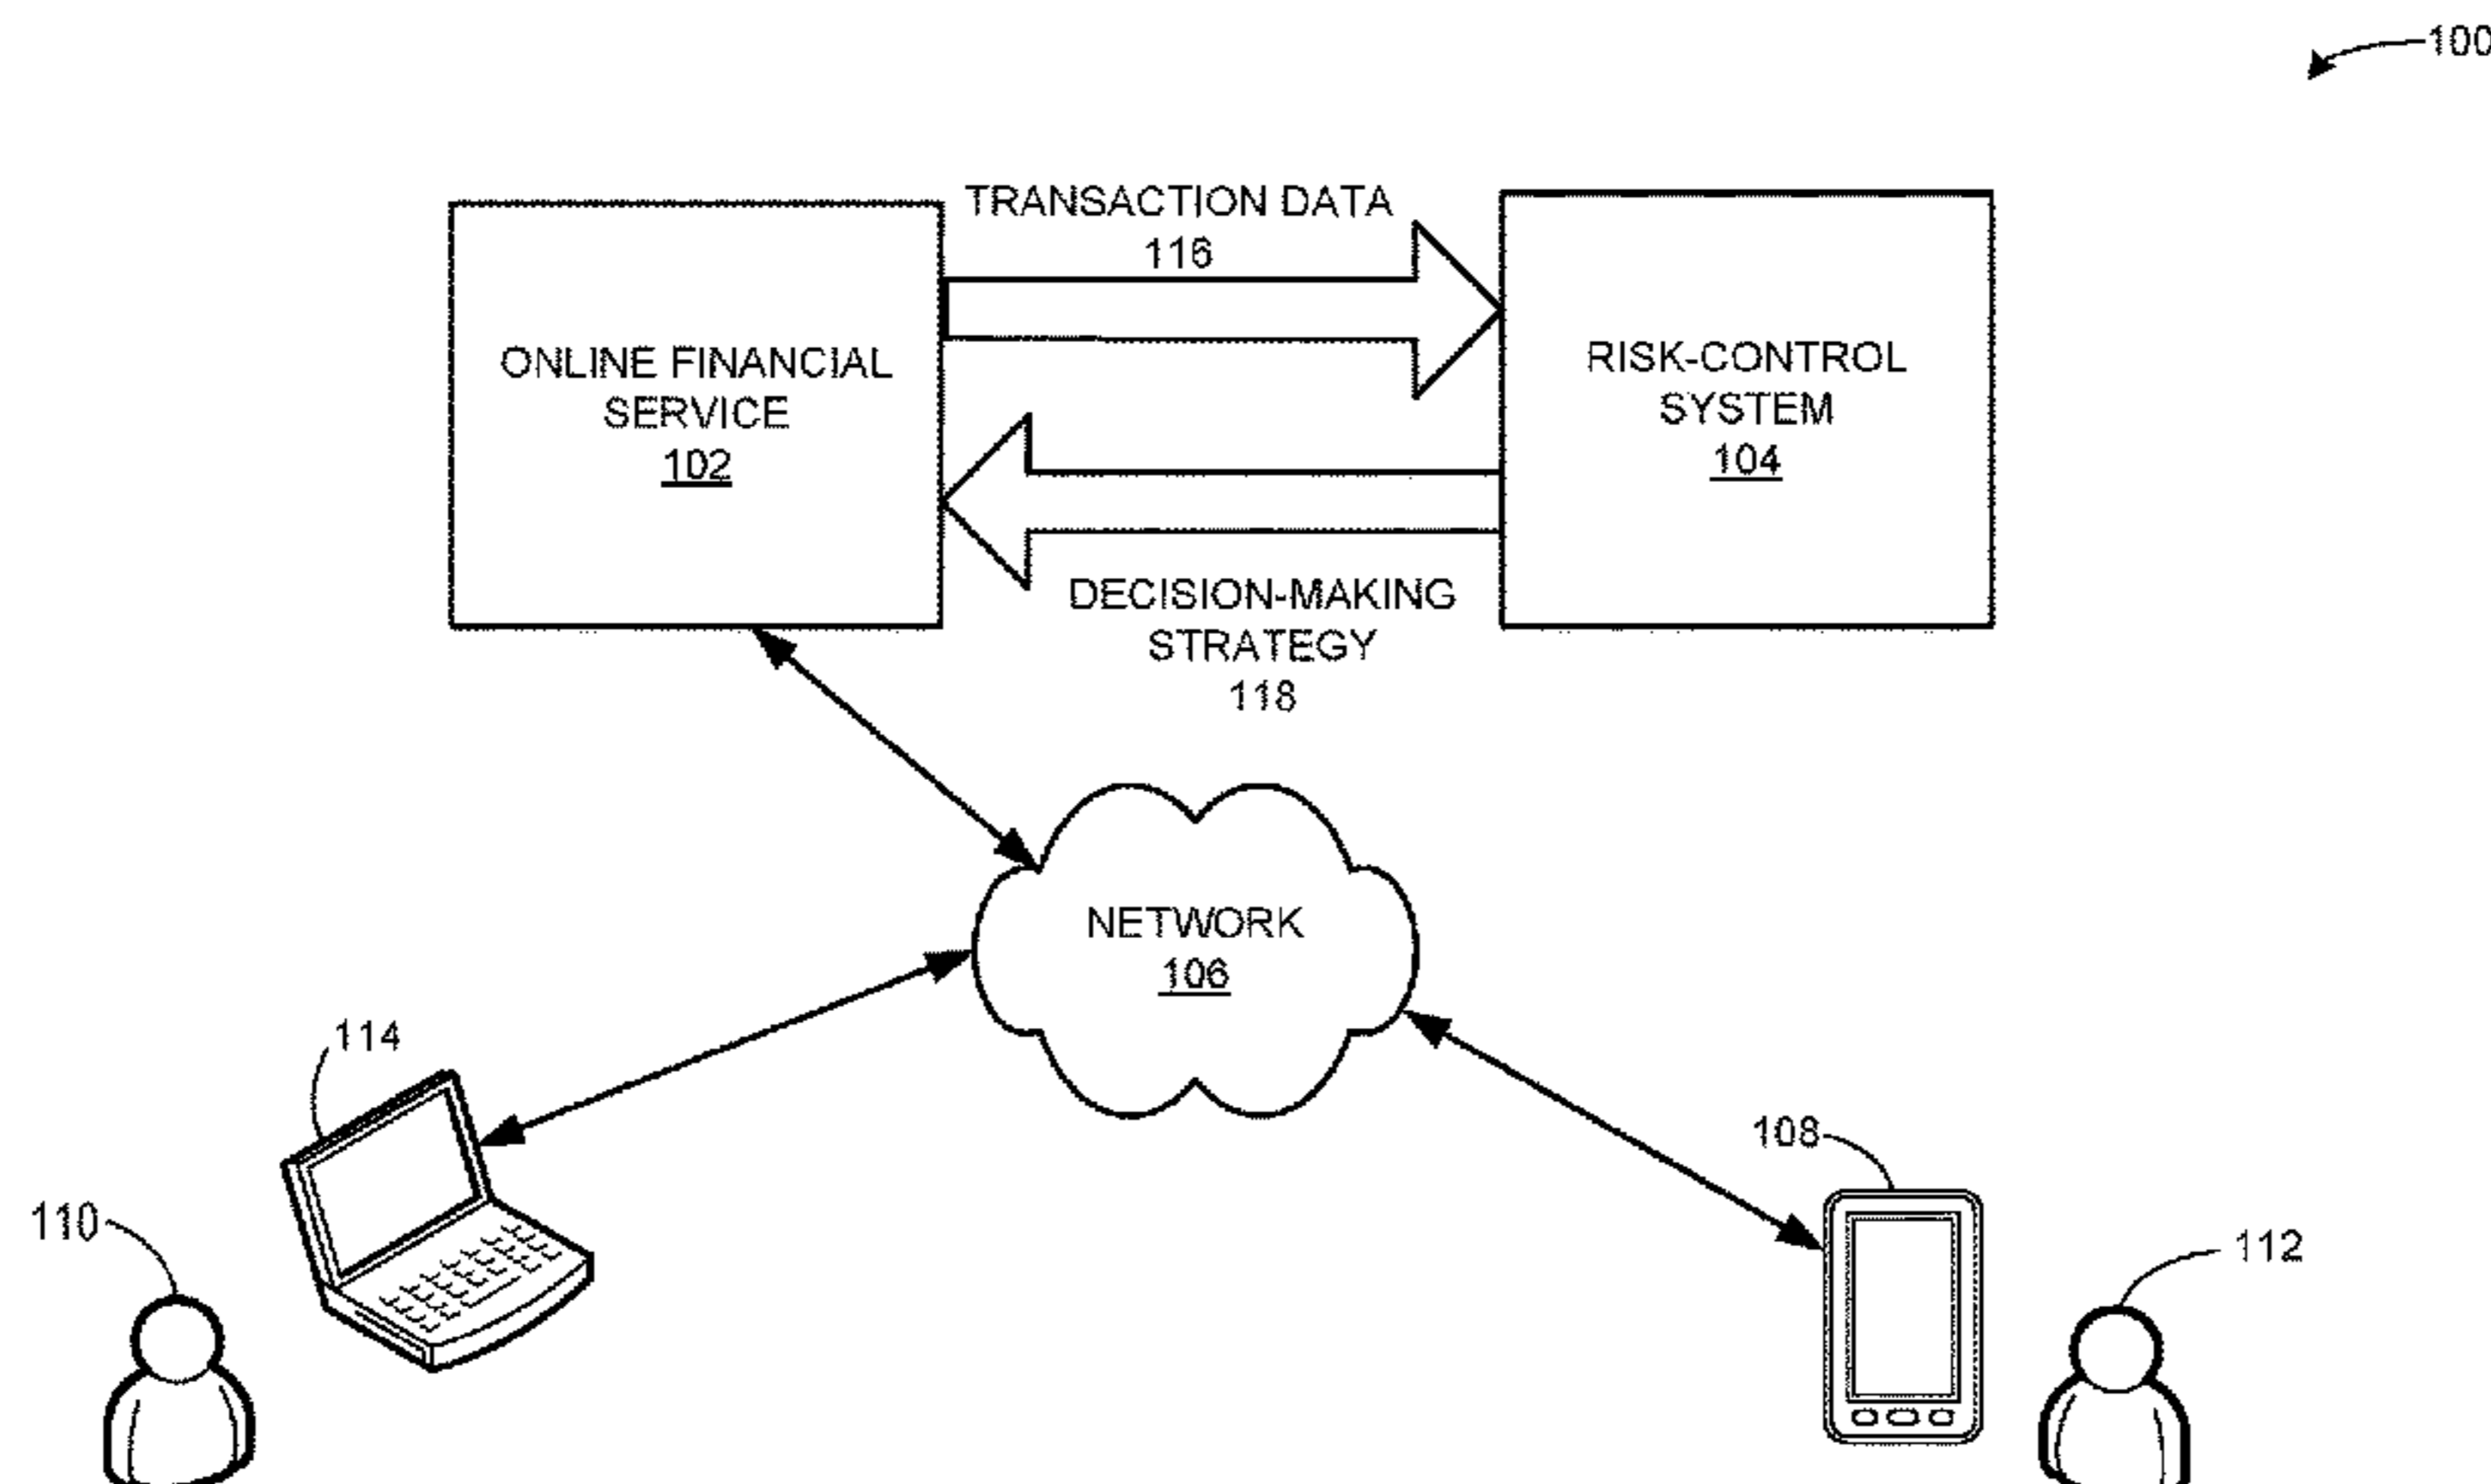 100
TRANSACTION DATA
116
ONLINE FINANCIAL
SERVICE
102
RISK-CONTROL
SYSTEM
104
DECISION-MAKING
STRATEGY
118
NETWORK
106
114
108
110
112